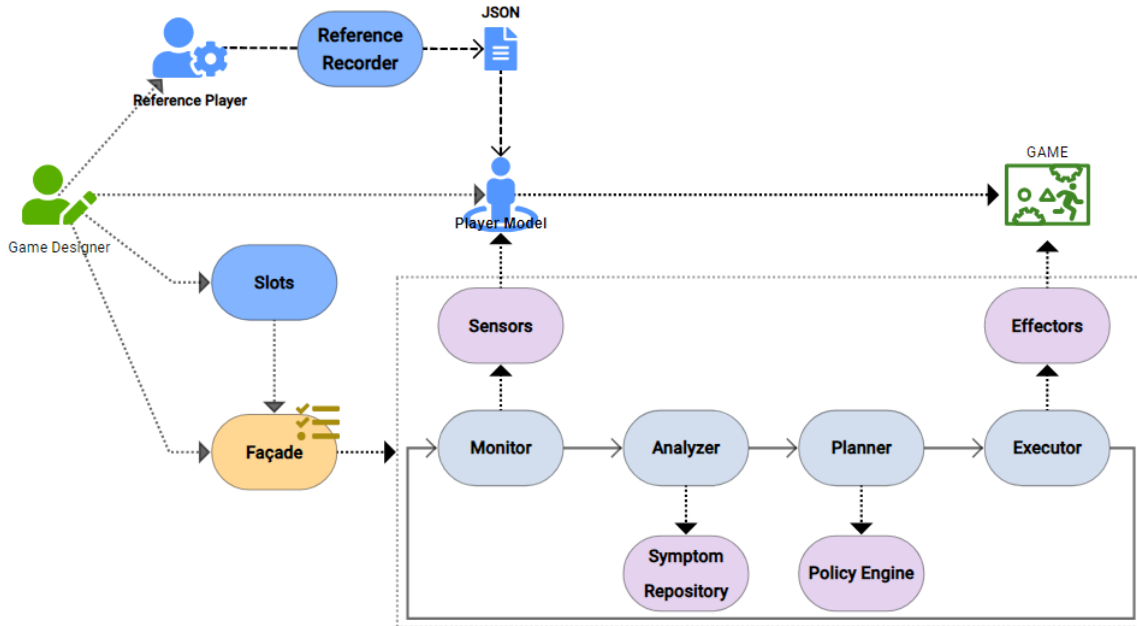 JSON
Reference
Recorder
Reference Player
GAME
Player Model
Game Designer
Slots
Sensors
Effectors
Façade
Monitor
Analyzer
Planner
Executor
Symptom
Repository
Policy Engine